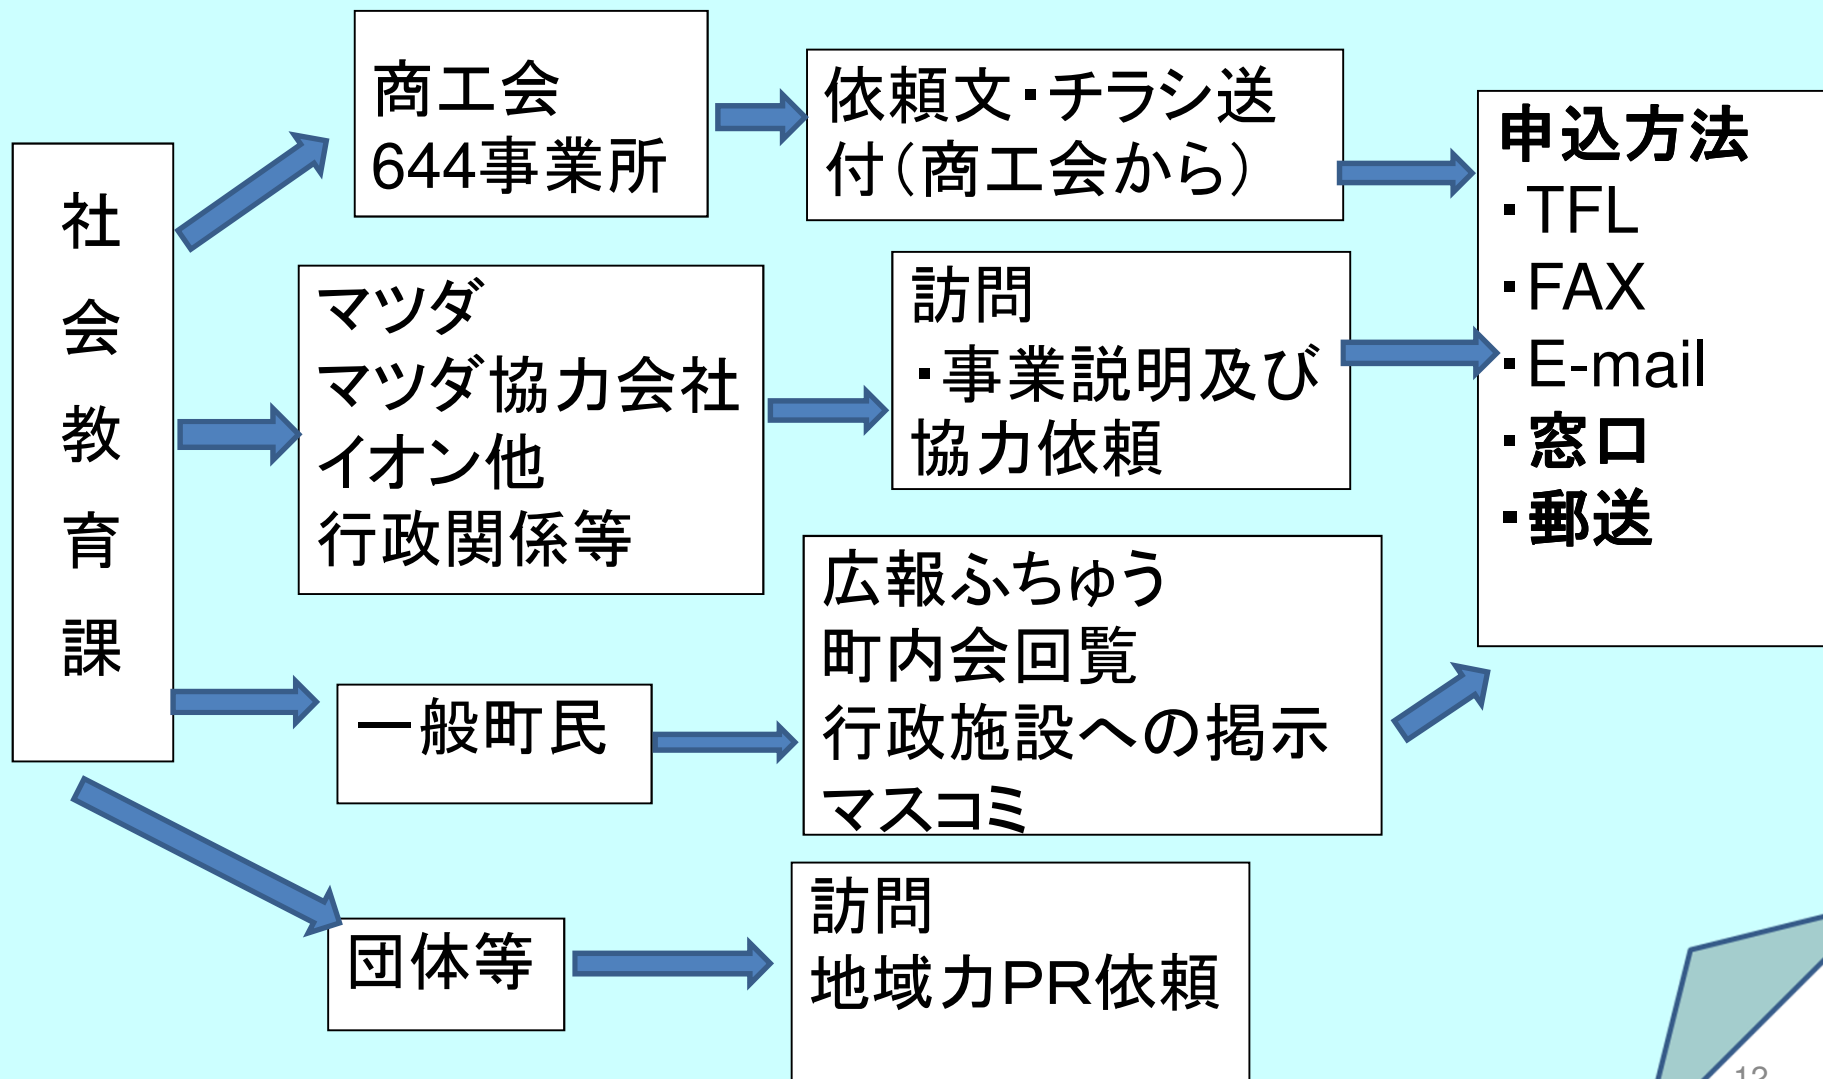 社会教育課
商工会
644事業所
依頼文・チラシ送
付（商工会から）
申込方法
・TFL
・FAX
・E-mail
・窓口
・郵送
マツダ
マツダ協力会社
イオン他
行政関係等
訪問
・事業説明及び
協力依頼
一般町民
広報ふちゅう
町内会回覧
行政施設への掲示
マスコミ
団体等
訪問
地域力PR依頼